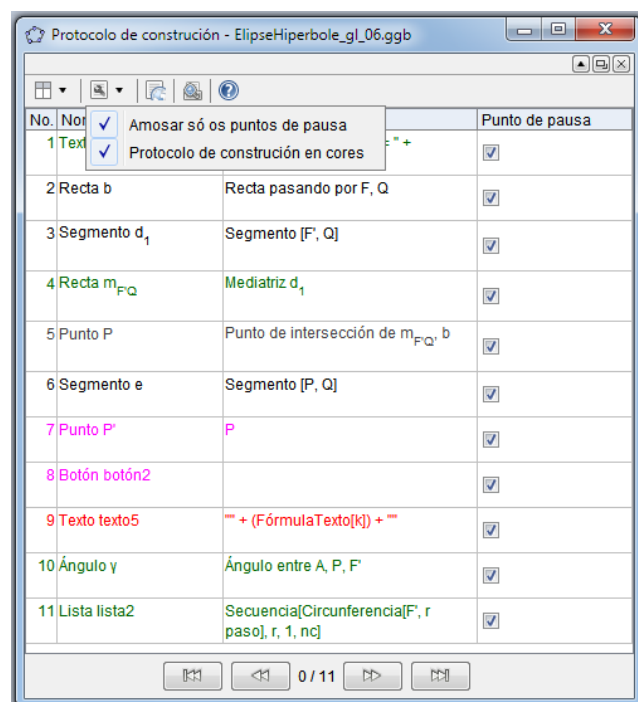 Protocolo de construción - ElipseHiperbole_gl_06.ggb
No. Punto de pausa
Amosar só os puntos de pausa
Protocolo de construción en cores
1 = " +
2 Recta b Recta pasando por F, Q
3 Segmento d1 Segmento [F', Q]
4 Recta mF'Q Mediatriz d1
5 Punto P Punto de intersección de mF'Q, b
6 Segmento e Segmento [P, Q]
7 Punto P' P
8 Botón botón2
9 Texto texto5 "" + (FórmulaTexto[k]) + ""
10 Ángulo γ Ángulo entre A, P, F'
11 Lista lista2 Secuencia[Circunferencia[F', r
paso], r, 1, nc]
0 / 11